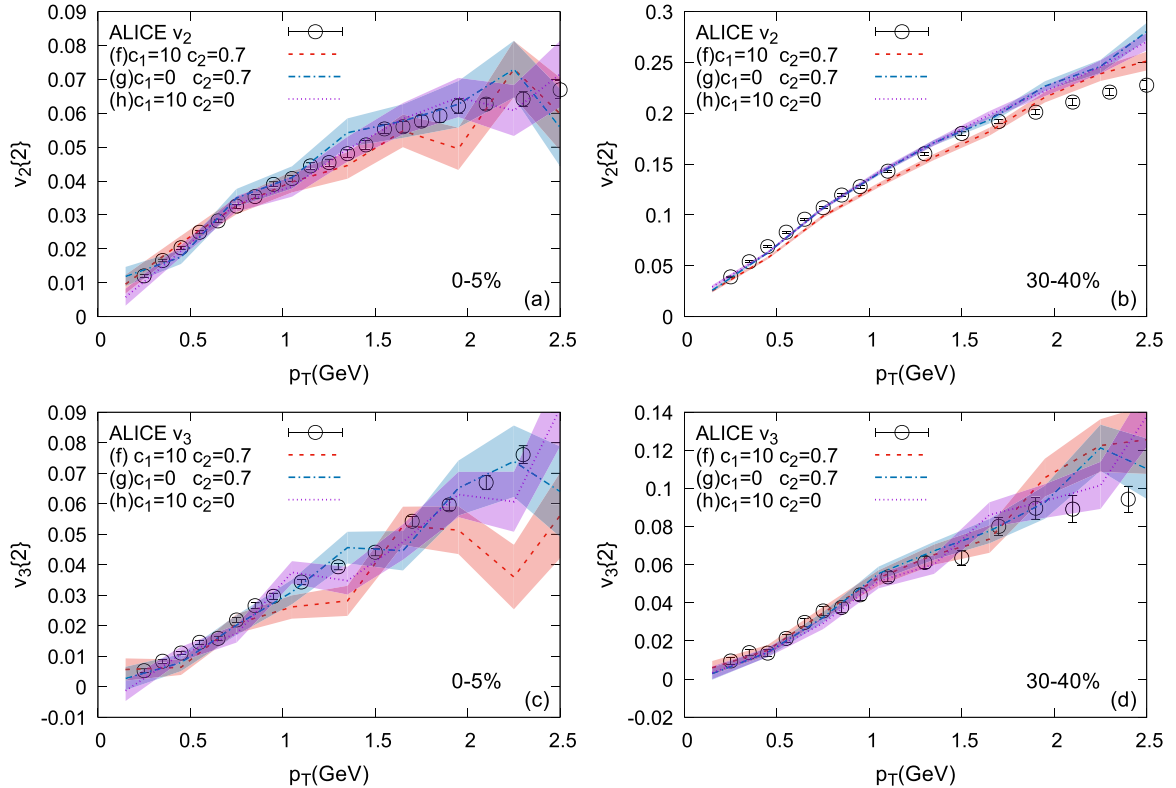 0.09
0.08
0.07
0.06
0.05
0.04
0.03
0.02
0.01
0
v2{2}
ALICE v2
(f)c1=10 c2=0.7
(g)c1=0 c2=0.7
(h)c1=10 c2=0
0-5%
(a)
0 0.5 1 1.5 2 2.5
pT(GeV)
0.3
0.25
0.2
0.15
0.1
0.05
0
v2{2}
ALICE v2
(f)c1=10 c2=0.7
(g)c1=0 c2=0.7
(h)c1=10 c2=0
30-40%
(b)
0 0.5 1 1.5 2 2.5
pT(GeV)
0.09
0.08
0.07
0.06
0.05
0.04
0.03
0.02
0.01
0
-0.01
v3{2}
ALICE v3
(f) c1=10 c2=0.7
(g)c1=0 c2=0.7
(h)c1=10 c2=0
0-5%
(c)
0 0.5 1 1.5 2 2.5
pT(GeV)
0.14
0.12
0.1
0.08
0.06
0.04
0.02
0
-0.02
v3{2}
ALICE v3
(f) c1=10 c2=0.7
(g)c1=0 c2=0.7
(h)c1=10 c2=0
30-40%
(d)
0 0.5 1 1.5 2 2.5
pT(GeV)